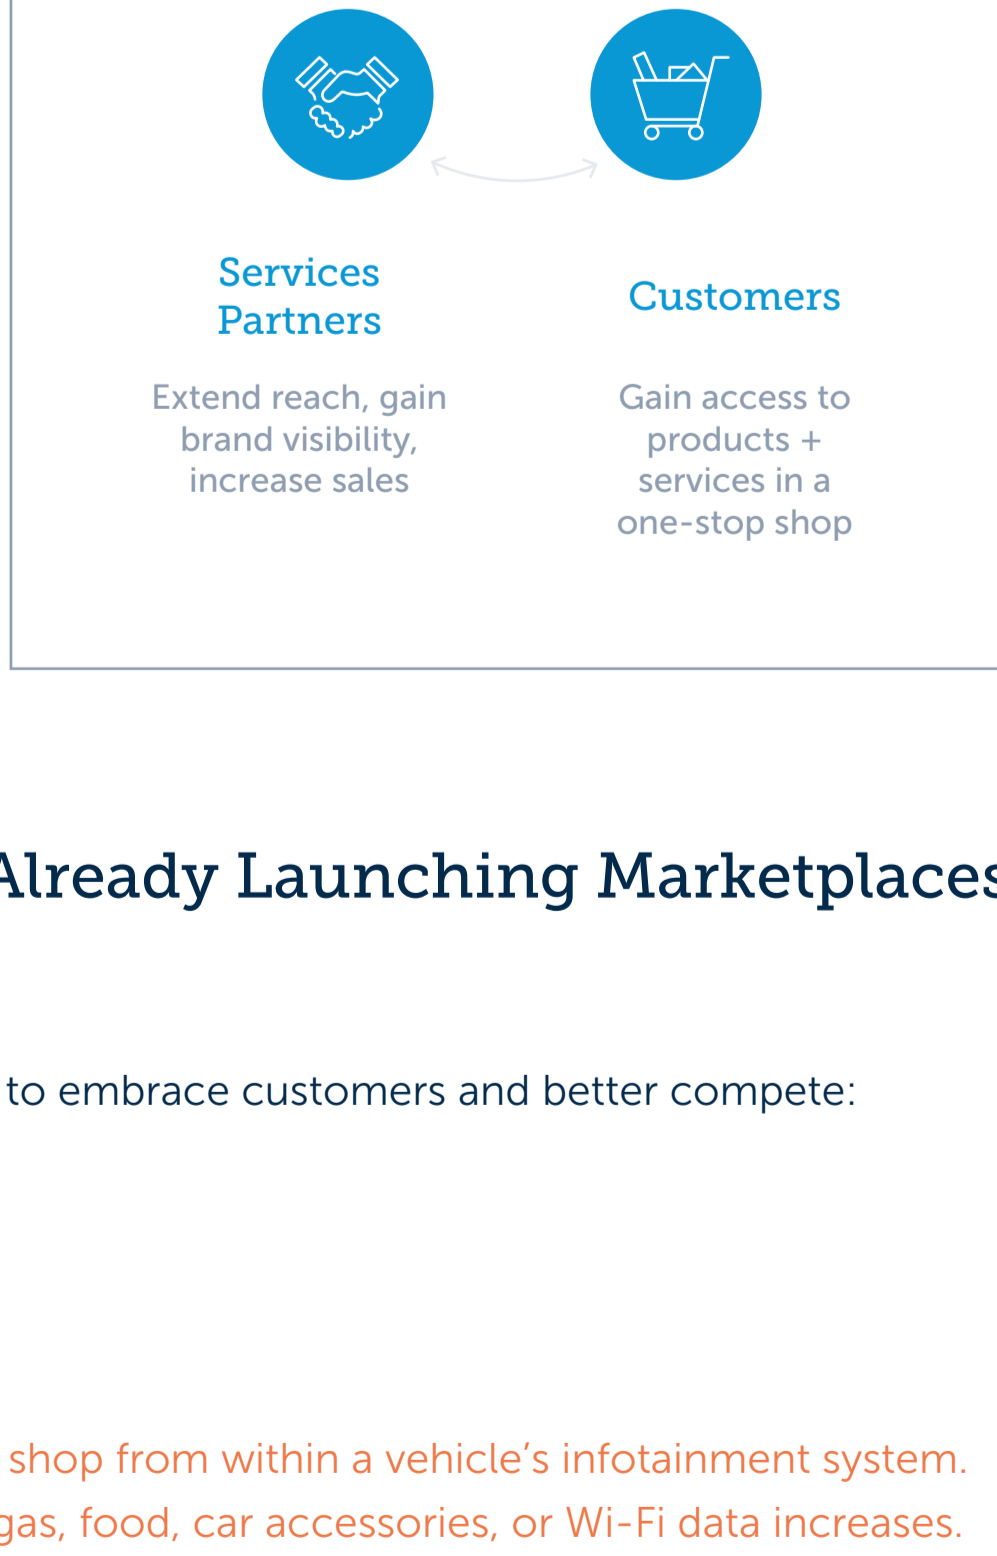 Services
Partners
Customers
Extend reach, gain
brand visibility,
increase sales
Gain access to
products +
services in a
one-stop shop
Already Launching Marketplaces
to embrace customers and better compete:
shop from within a vehicle’s infotainment system.
gas, food, car accessories, or Wi-Fi data increases.